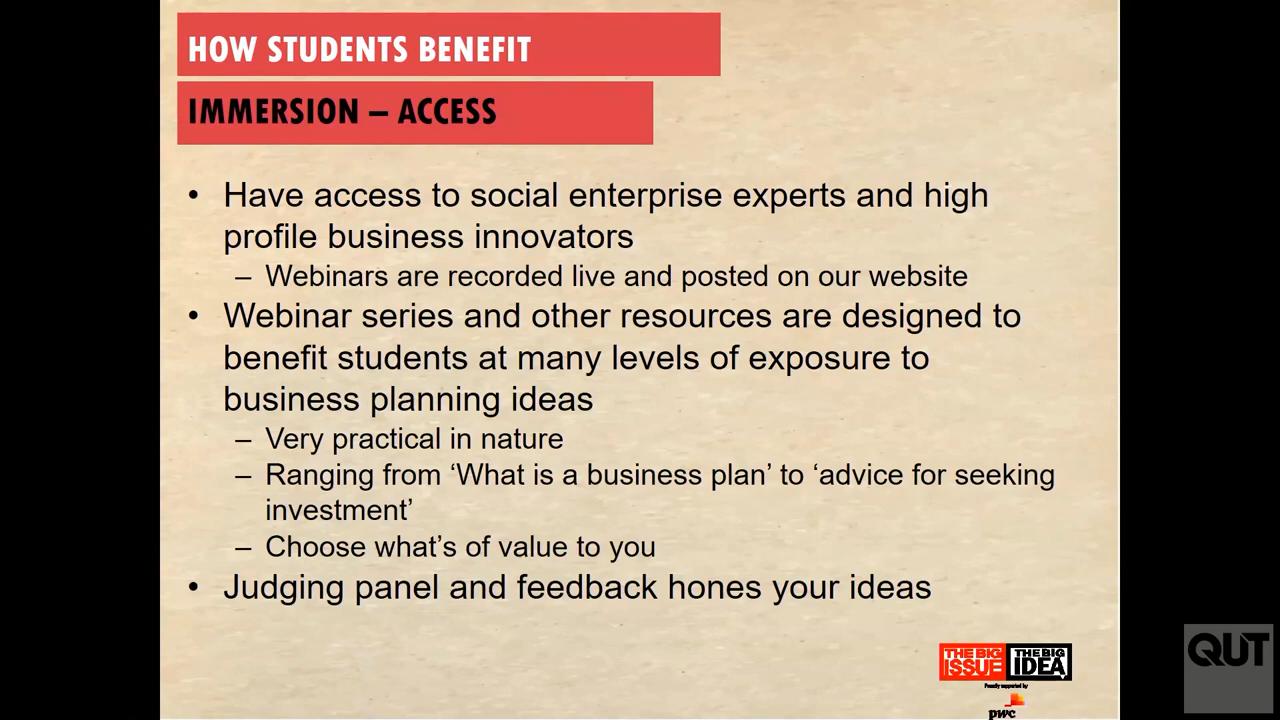 HOW STUDENTS BENEFIT
IMMERSION – ACCESS
• Have access to social enterprise experts and high
profile business innovators
– Webinars are recorded live and posted on our website
• Webinar series and other resources are designed to
benefit students at many levels of exposure to
business planning ideas
– Very practical in nature
– Ranging from ‘What is a business plan’ to ‘advice for seeking
investment’
– Choose what’s of value to you
• Judging panel and feedback hones your ideas
QUT
THE BIG ISSUE THE BIG IDEA
Proudly supported by
pwc